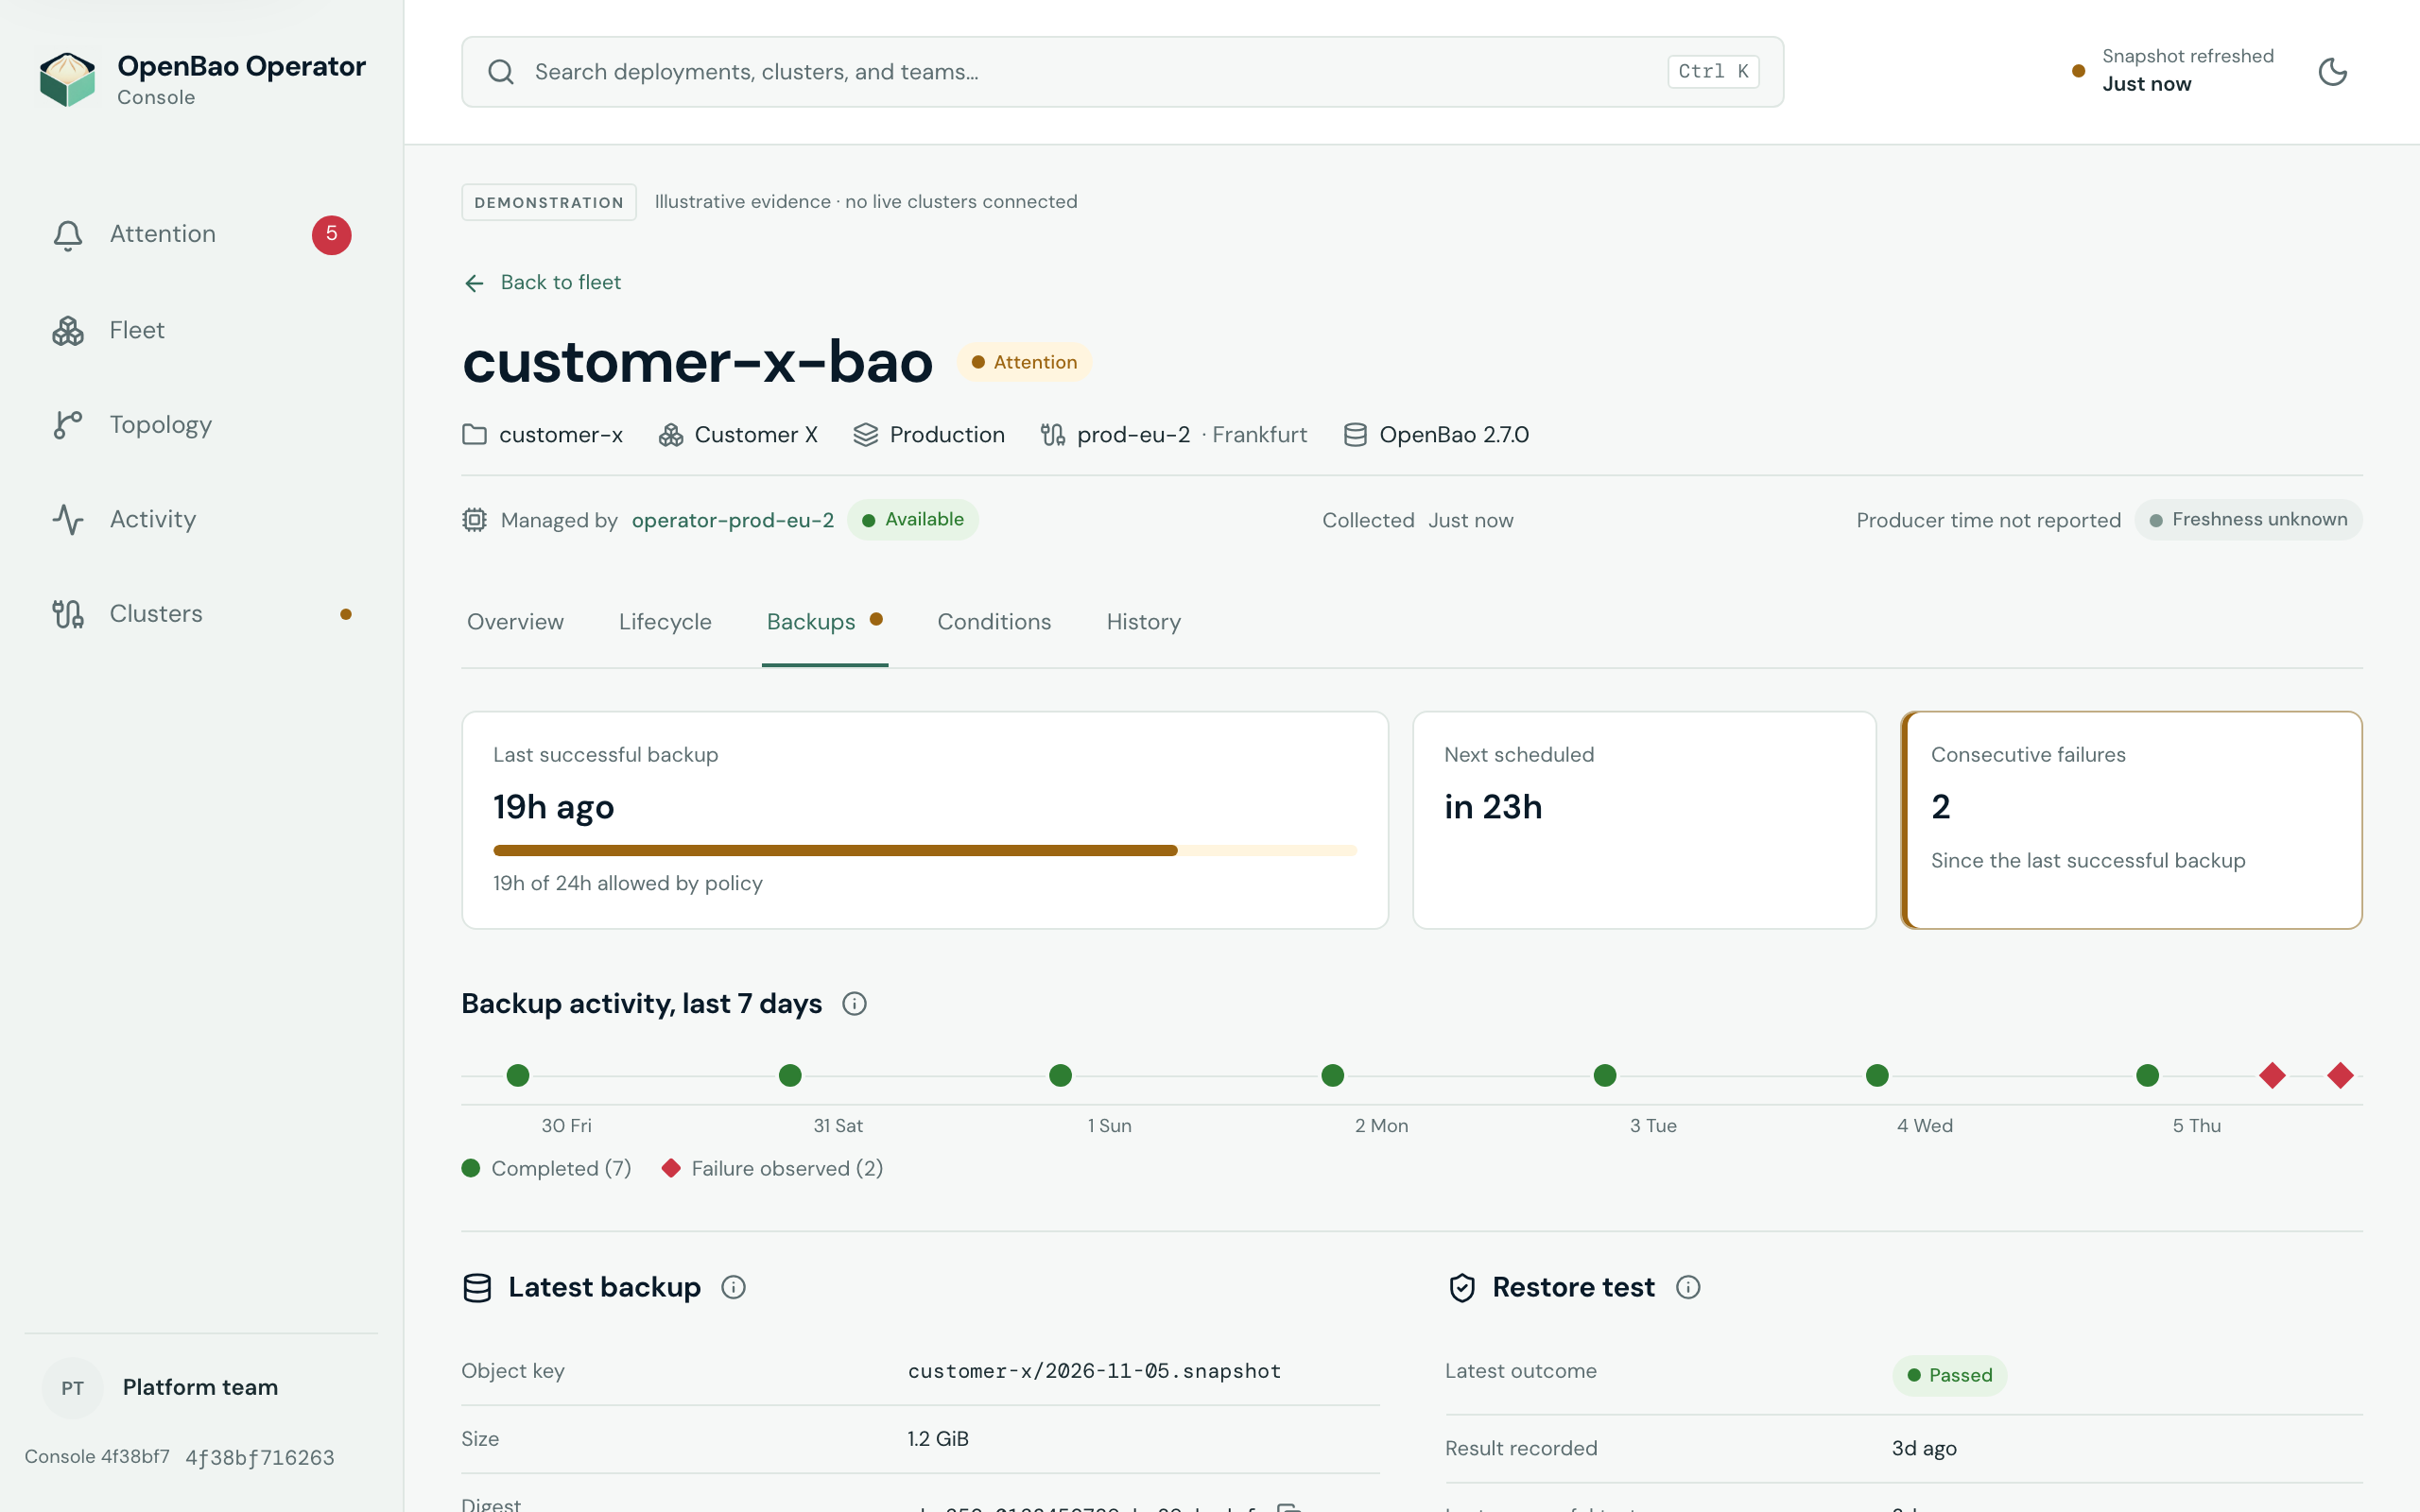 OpenBao Operator
Console
Search deployments, clusters, and teams...
Ctrl K
Snapshot refreshed
Just now
Attention
5
Fleet
Topology
Activity
Clusters
DEMONSTRATION
Illustrative evidence · no live clusters connected
Back to fleet
customer-x-bao
Attention
customer-x
Customer X
Production
prod-eu-2 · Frankfurt
OpenBao 2.7.0
Managed by operator-prod-eu-2
Available
Collected Just now
Producer time not reported
Freshness unknown
Overview
Lifecycle
Backups
Conditions
History
Last successful backup
19h ago
19h of 24h allowed by policy
Next scheduled
in 23h
Consecutive failures
2
Since the last successful backup
Backup activity, last 7 days
30 Fri
31 Sat
1 Sun
2 Mon
3 Tue
4 Wed
5 Thu
Completed (7)
Failure observed (2)
Latest backup
Object key
customer-x/2026-11-05.snapshot
Size
1.2 GiB
Digest
Restore test
Latest outcome
Passed
Result recorded
3d ago
PT
Platform team
Console 4f38bf7
4f38bf716263